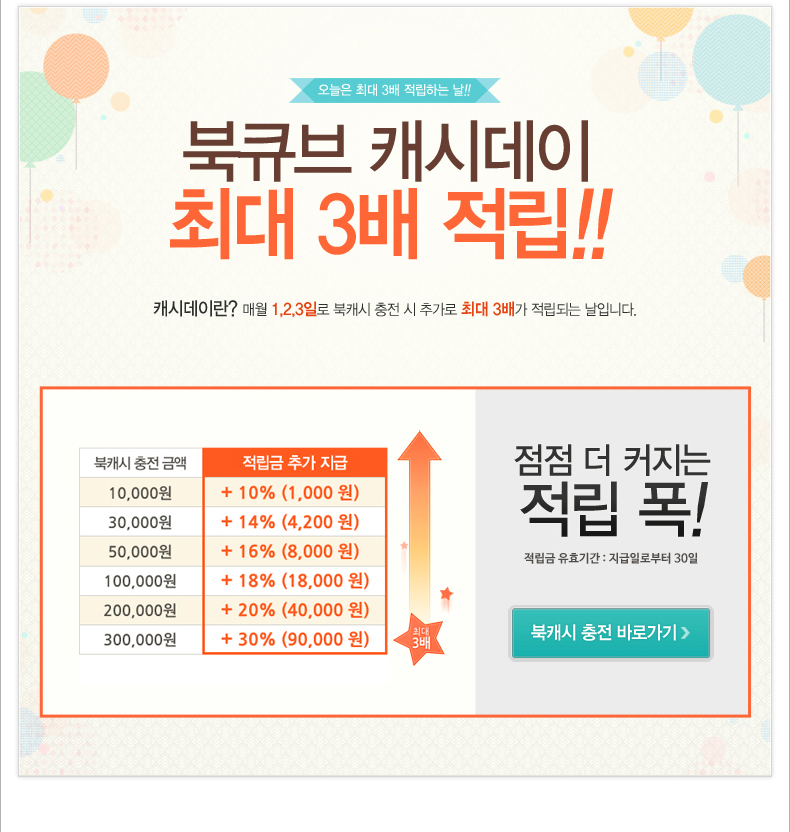 오늘은 최대 3배 적립하는 날!!
북큐브 캐시데이
최대 3배 적립!!
캐시데이란? 매월 1,2,3일로 북캐시 충전 시 추가로 최대 3배가 적립되는 날입니다.
북캐시 충전 금액 적립금 추가 지급
10,000원 + 10% (1,000 원)
30,000원 + 14% (4,200 원)
50,000원 + 16% (8,000 원)
100,000원 + 18% (18,000 원)
200,000원 + 20% (40,000 원)
300,000원 + 30% (90,000 원)
최대
3배
점점 더 커지는
적립 폭!
적립금 유효기간 : 지급일로부터 30일
북캐시 충전 바로가기 >